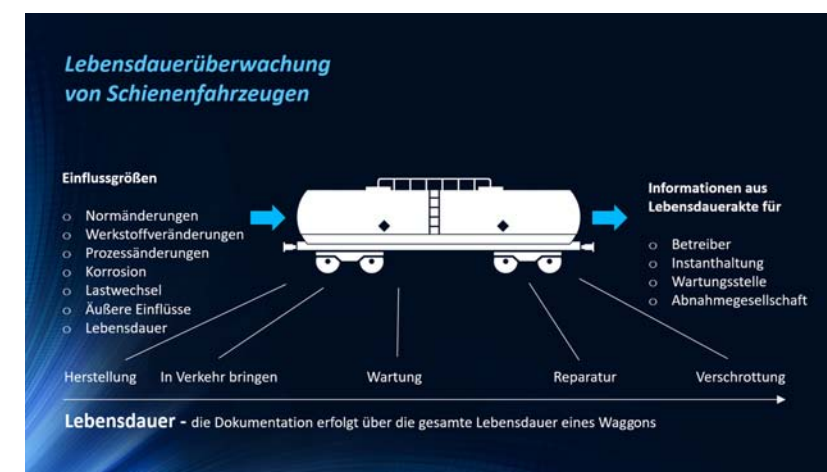 Lebensdauerüberwachung
von Schienenfahrzeugen
Einflussgrößen
o Normänderungen
o Werkstoffveränderungen
o Prozessänderungen
o Korrosion
o Lastwechsel
o Äußere Einflüsse
o Lebensdauer
Informationen aus
Lebensdauerakte für
o Betreiber
o Instanthaltung
o Wartungsstelle
o Abnahmegesellschaft
Herstellung In Verkehr bringen Wartung Reparatur Verschrottung
Lebensdauer - die Dokumentation erfolgt über die gesamte Lebensdauer eines Waggons